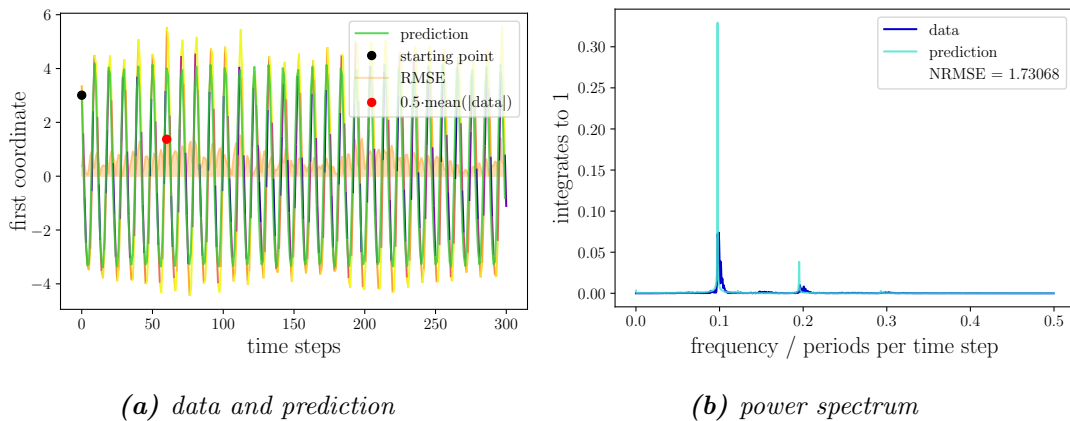 6
4
2
0
−2
−4
first coordinate
0
50
100
150
200
250
300
time steps
prediction
starting point
RMSE
0.5·mean(|data|)
0.30
0.25
0.20
0.15
0.10
0.05
0.00
integrates to 1
0.0
0.1
0.2
0.3
0.4
0.5
frequency / periods per time step
data
prediction
NRMSE = 1.73068
(a) data and prediction
(b) power spectrum